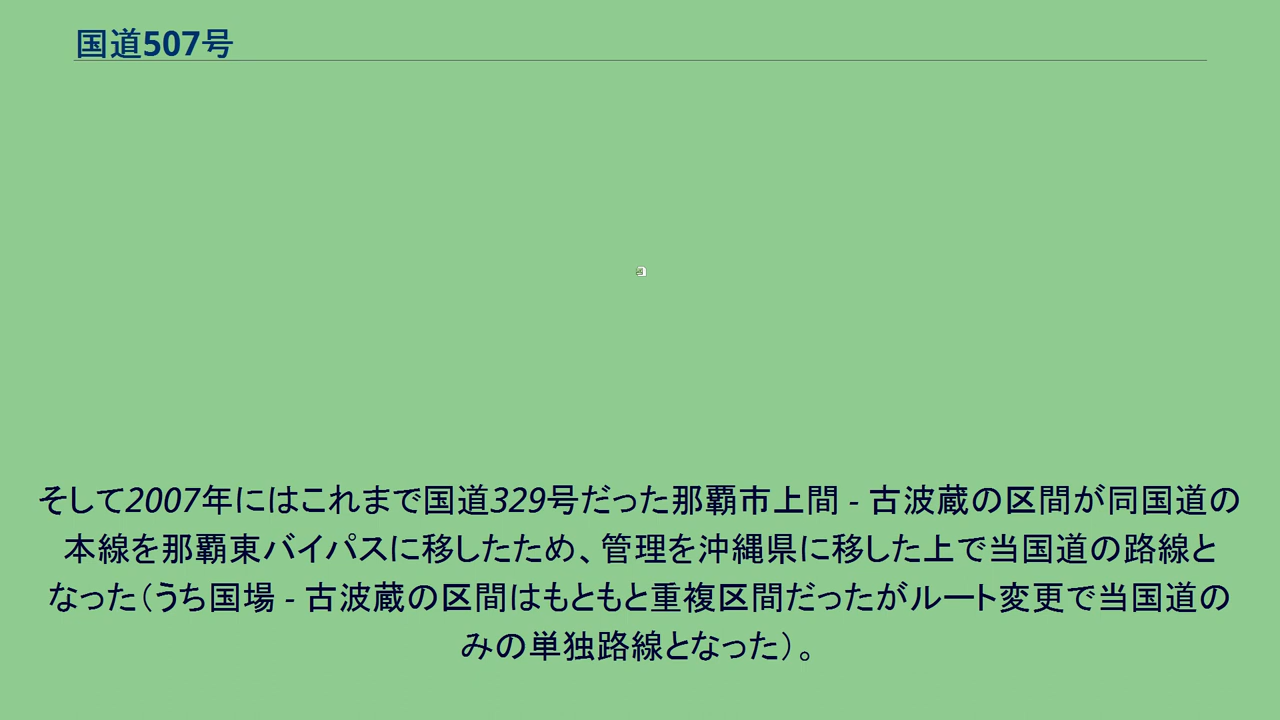 国道507号
そして2007年にはこれまで国道329号だった那覇市上間 - 古波蔵の区間が同国道の
本線を那覇東バイパスに移したため、管理を沖縄県に移した上で当国道の路線と
なった（うち国場 - 古波蔵の区間はもともと重複区間だったがルート変更で当国道の
みの単独路線となった）。